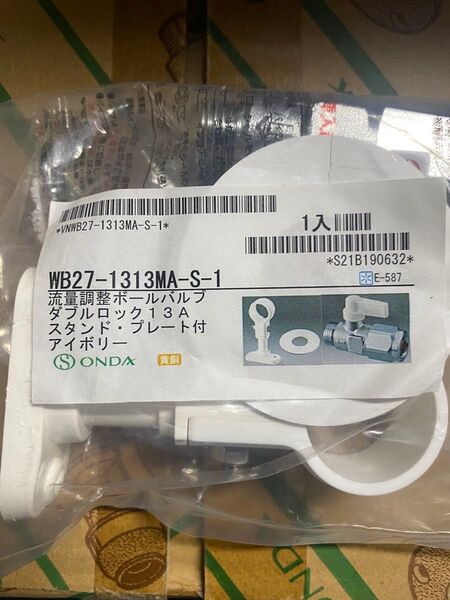 *VNWB27-1313MA-S-1*
1入
*S21B190632*
WB27-1313MA-S-1
E-587
流量調整ボールバルブ
ダブルロック13A
スタンド・プレート付
アイボリー
S ONDA
黄銅
ONDA